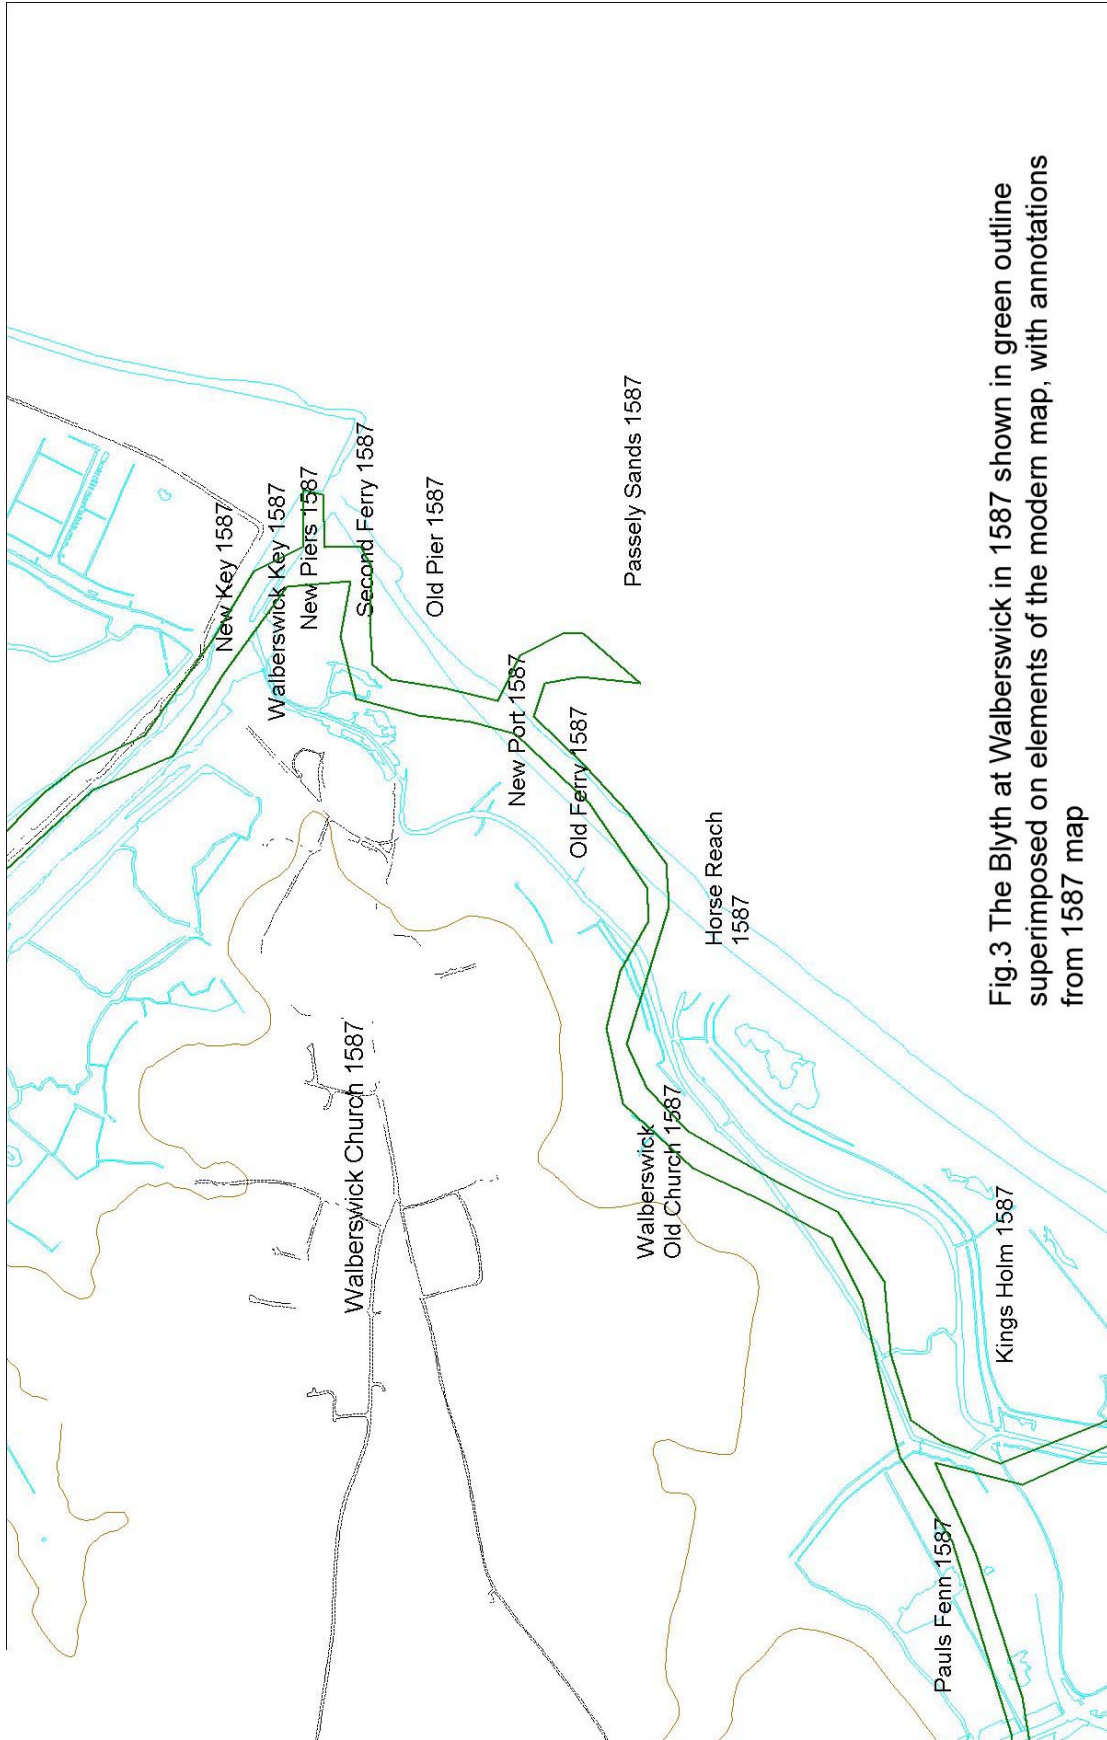 New Key 1587
Walberswick Key 1587
New Piers 1587
Second Ferry 1587
Old Pier 1587
Passely Sands 1587
New Port 1587
Old Ferry 1587
Horse Reach
1587
Walberswick Church 1587
Walberswick
Old Church 1587
Kings Holm 1587
Pauls Fenn 1587
Fig.3 The Blyth at Walberswick in 1587 shown in green outline
superimposed on elements of the modern map, with annotations
from 1587 map